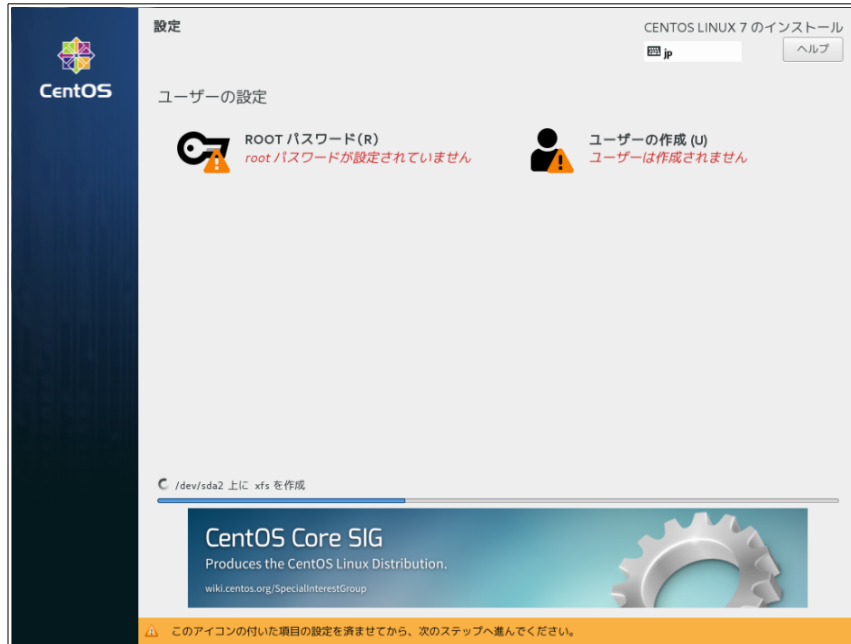 設定
CENTOS LINUX 7 のインストール
jp
ヘルプ
CentOS
ユーザーの設定
ROOT パスワード(R)
root パスワードが設定されていません
ユーザーの作成 (U)
ユーザーは作成されません
/dev/sda2 上に xfs を作成
CentOS Core SIG
Produces the CentOS Linux Distribution.
wiki.centos.org/SpecialInterestGroup
このアイコンの付いた項目の設定を済ませてから、次のステップへ進んでください。